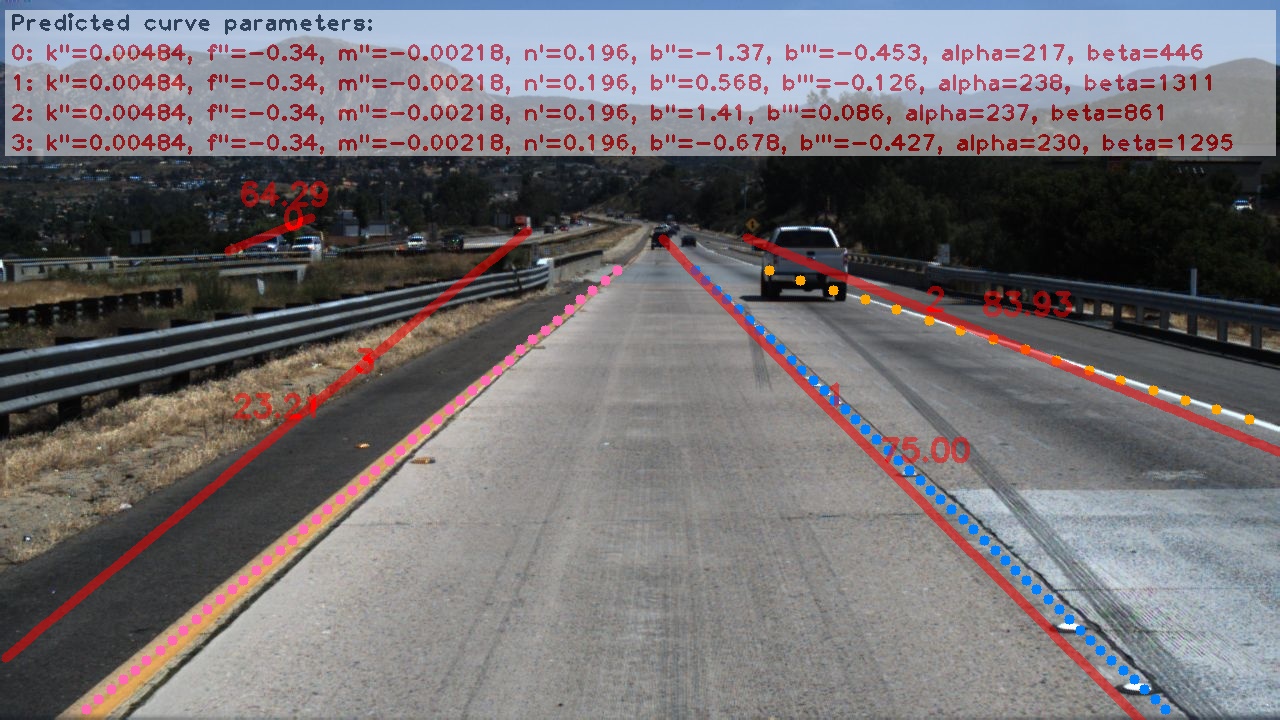 Predicted curve parameters:
0: k''=0.00484, f''=−0.34, m''=−0.00218, n'=0.196, b''=−1.37, b'''=−0.453, alpha=217, beta=446
1: k''=0.00484, f''=−0.34, m''=−0.00218, n'=0.196, b''=0.568, b'''=−0.126, alpha=238, beta=1311
2: k''=0.00484, f''=−0.34, m''=−0.00218, n'=0.196, b''=1.41, b'''=0.086, alpha=237, beta=861
3: k''=0.00484, f''=−0.34, m''=−0.00218, n'=0.196, b''=−0.678, b'''=−0.427, alpha=230, beta=1295
64.29
0
2 83.93
3
1
75.00